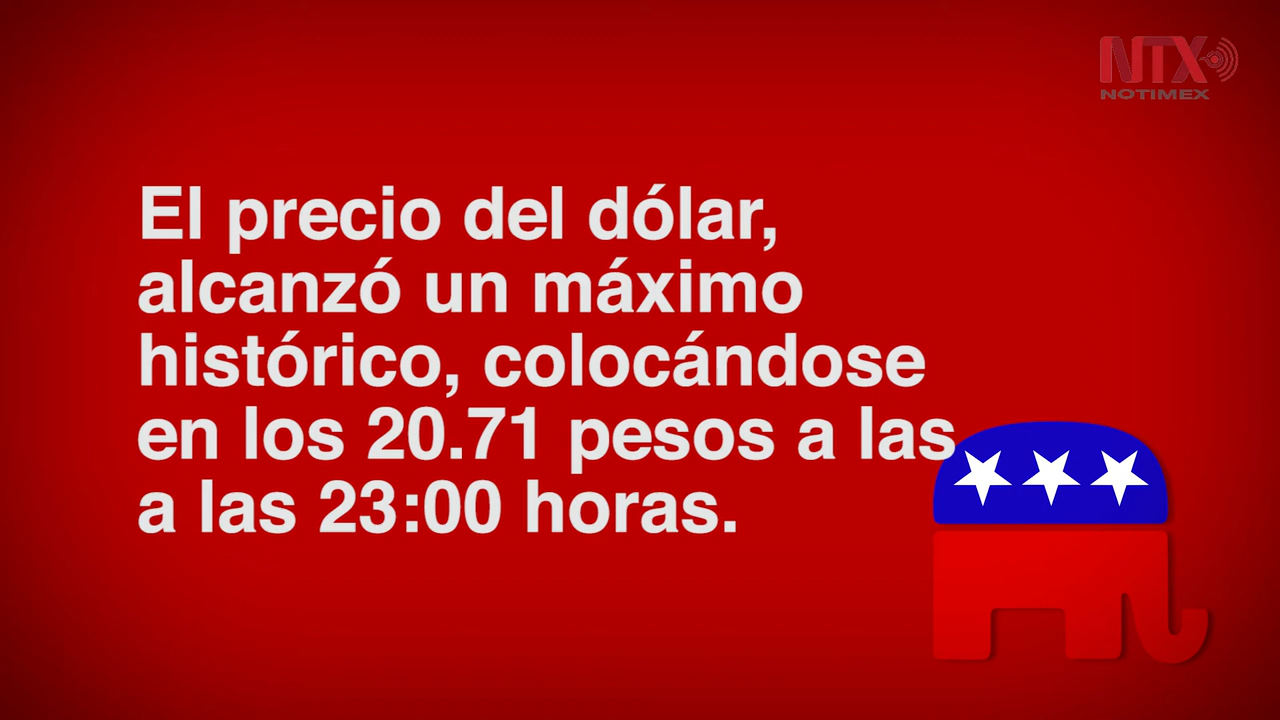 NTX
NOTIMEX
El precio del dólar,
alcanzó un máximo
histórico, colocándose
en los 20.71 pesos a las
a las 23:00 horas.